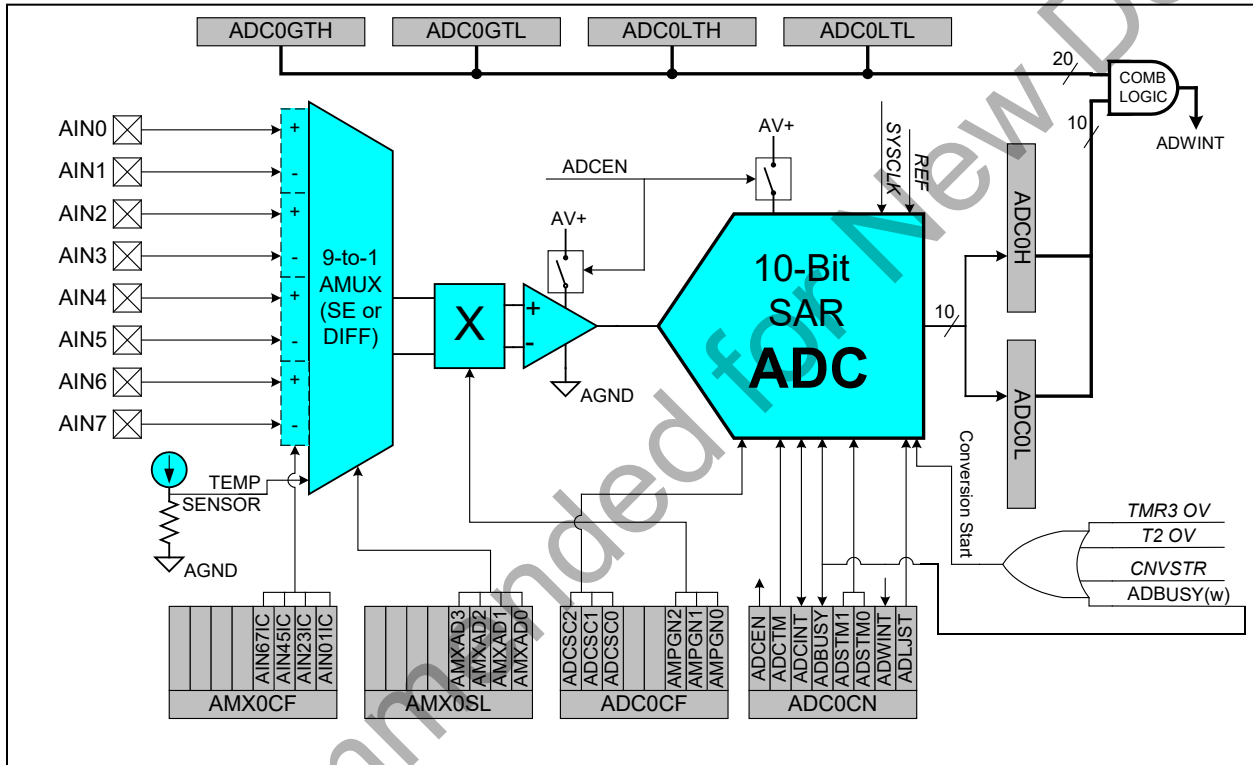 ADC0GTH
ADC0GTL
ADC0LTH
ADC0LTL
20
COMB
LOGIC
10
ADWINT
AIN0
AIN1
AIN2
AIN3
AIN4
AIN5
AIN6
AIN7
+
-
+
-
+
-
+
-
9-to-1
AMUX
(SE or
DIFF)
TEMP
SENSOR
AGND
X
+
-
AV+
AGND
ADCEN
AV+
SYSCLK
REF
10-Bit
SAR
ADC
10
ADC0H
ADC0L
Conversion Start
TMR3 OV
T2 OV
CNVSTR
ADBUSY(w)
AIN67IC
AIN45IC
AIN23IC
AIN01IC
AMX0CF
AMXAD3
AMXAD2
AMXAD1
AMXAD0
AMX0SL
ADCSC2
ADCSC1
ADCSC0
AMPGN2
AMPGN1
AMPGN0
ADC0CF
ADCEN
ADCTM
ADCINT
ADBUSY
ADSTM1
ADSTM0
ADWINT
ADLJST
ADC0CN
for New